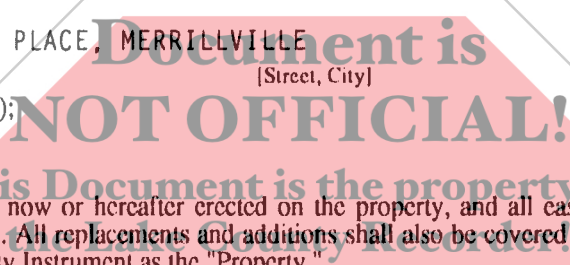 PLACE, MERRILLVILLE
Document is
[Street, City]
);
NOT OFFICIAL!
is Document is the property
now or hereafter erected on the property, and all eas
the Lake County Recorder!
. All replacements and additions shall also be covered
y Instrument as the "Property."